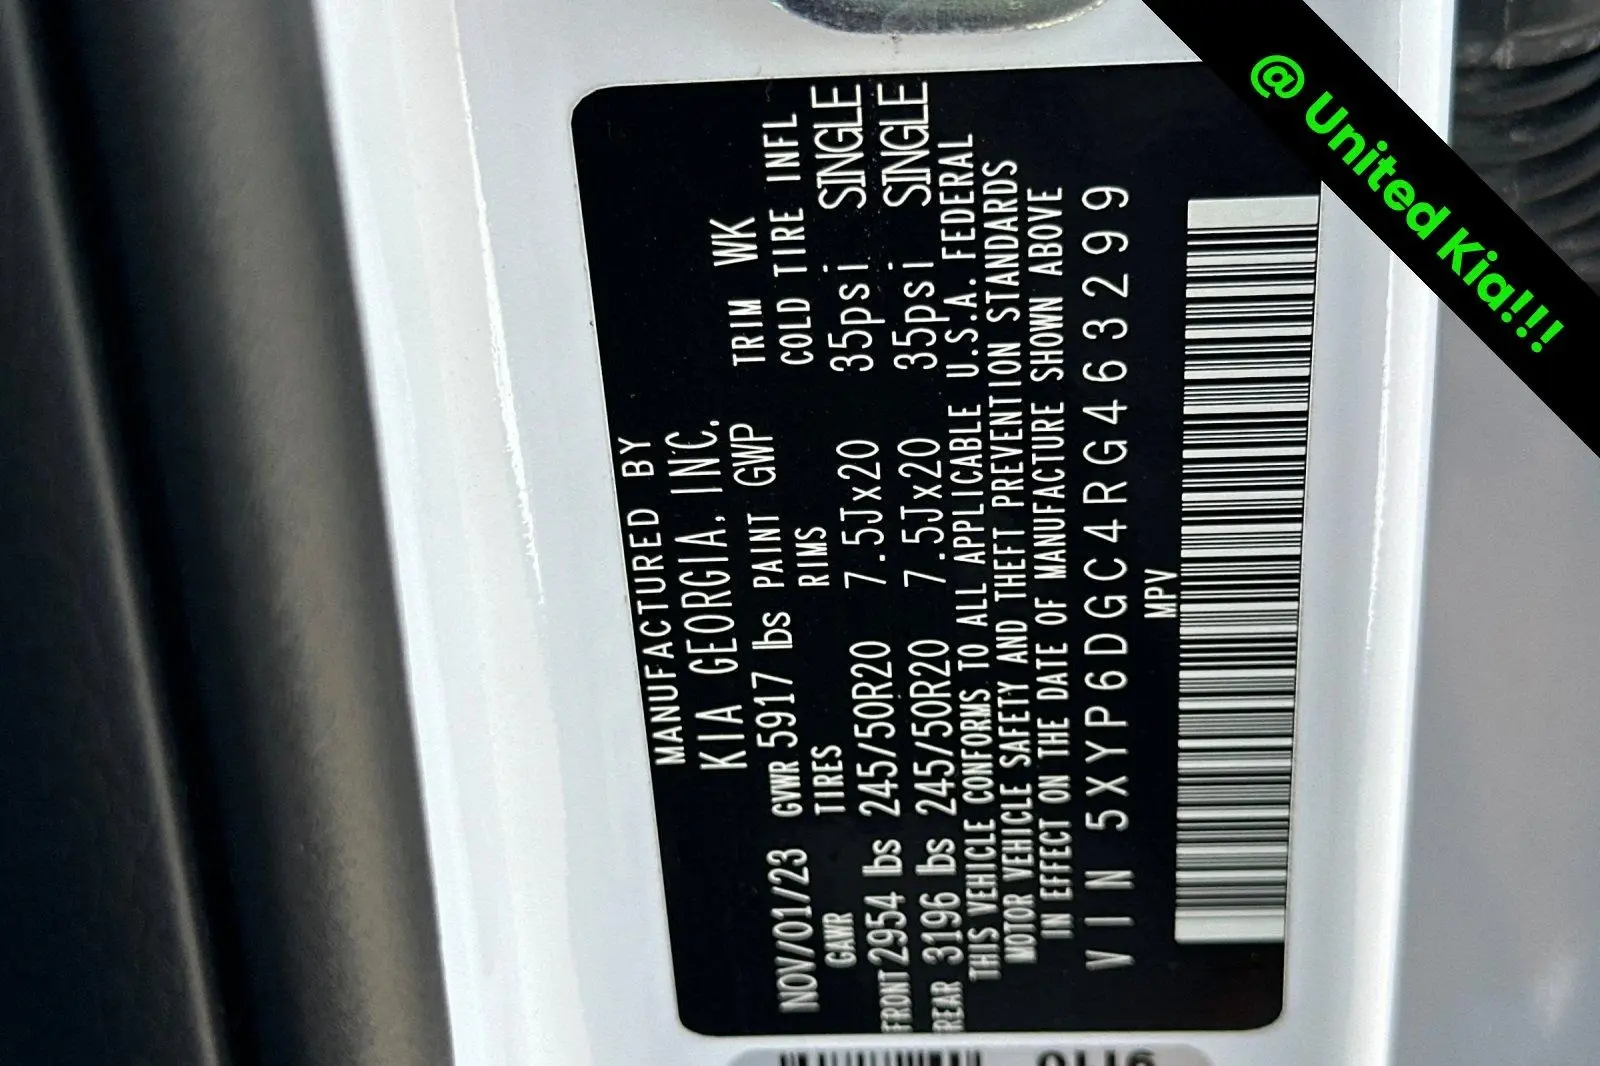 @ United Kia!!!
MANUFACTURED BY
KIA GEORGIA, INC.
NOV/01/23 GVWR 5917 lbs PAINT GWP TRIM WK
GAWR TIRES RIMS COLD TIRE INFL
FRONT 2954 lbs 245/50R20 7.5Jx20 35psi SINGLE
REAR 3196 lbs 245/50R20 7.5Jx20 35psi SINGLE
THIS VEHICLE CONFORMS TO ALL APPLICABLE U.S.A. FEDERAL
MOTOR VEHICLE SAFETY AND THEFT PREVENTION STANDARDS
IN EFFECT ON THE DATE OF MANUFACTURE SHOWN ABOVE
VIN 5XYP6DGC4RG463299
MPV